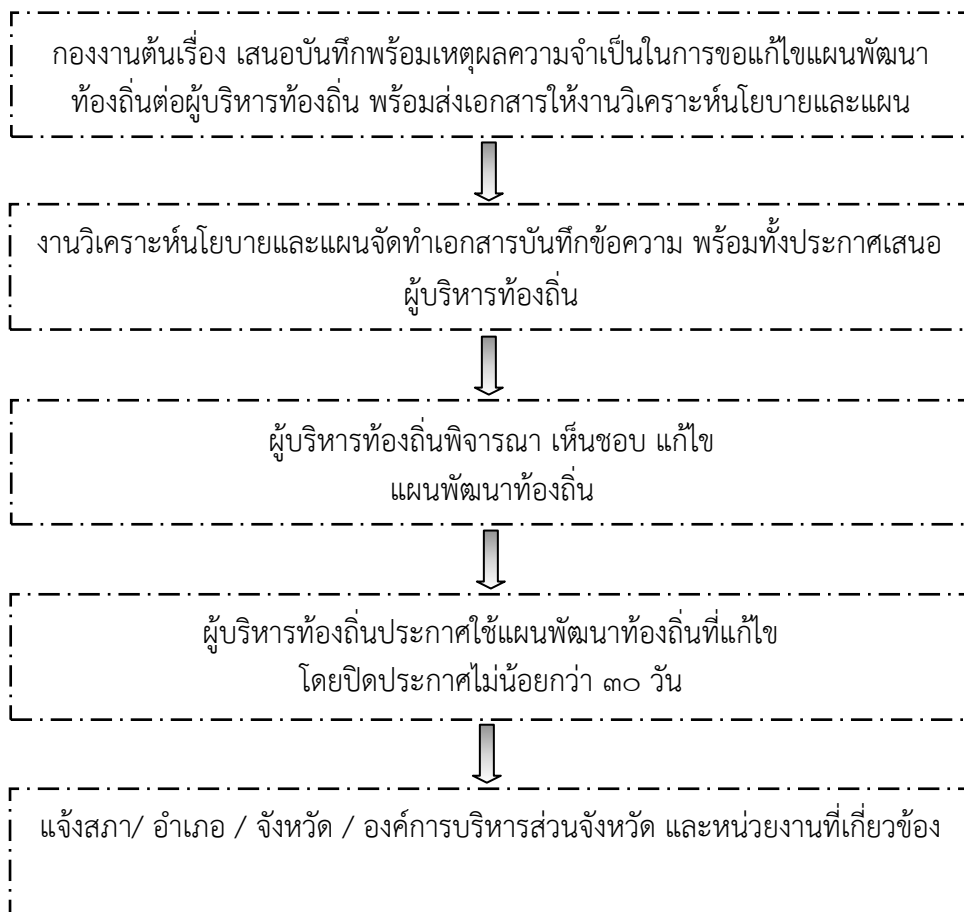 กองงานต้นเรื่อง เสนอบันทึกพร้อมเหตุผลความจำเป็นในการขอแก้ไขแผนพัฒนา
ท้องถิ่นต่อผู้บริหารท้องถิ่น พร้อมส่งเอกสารให้งานวิเคราะห์นโยบายและแผน
งานวิเคราะห์นโยบายและแผนจัดทำเอกสารบันทึกข้อความ พร้อมทั้งประกาศเสนอ
ผู้บริหารท้องถิ่น
ผู้บริหารท้องถิ่นพิจารณา เห็นชอบ แก้ไข
แผนพัฒนาท้องถิ่น
ผู้บริหารท้องถิ่นประกาศใช้แผนพัฒนาท้องถิ่นที่แก้ไข
โดยปิดประกาศไม่น้อยกว่า ๓๐ วัน
แจ้งสภา/ อำเภอ / จังหวัด / องค์การบริหารส่วนจังหวัด และหน่วยงานที่เกี่ยวข้อง